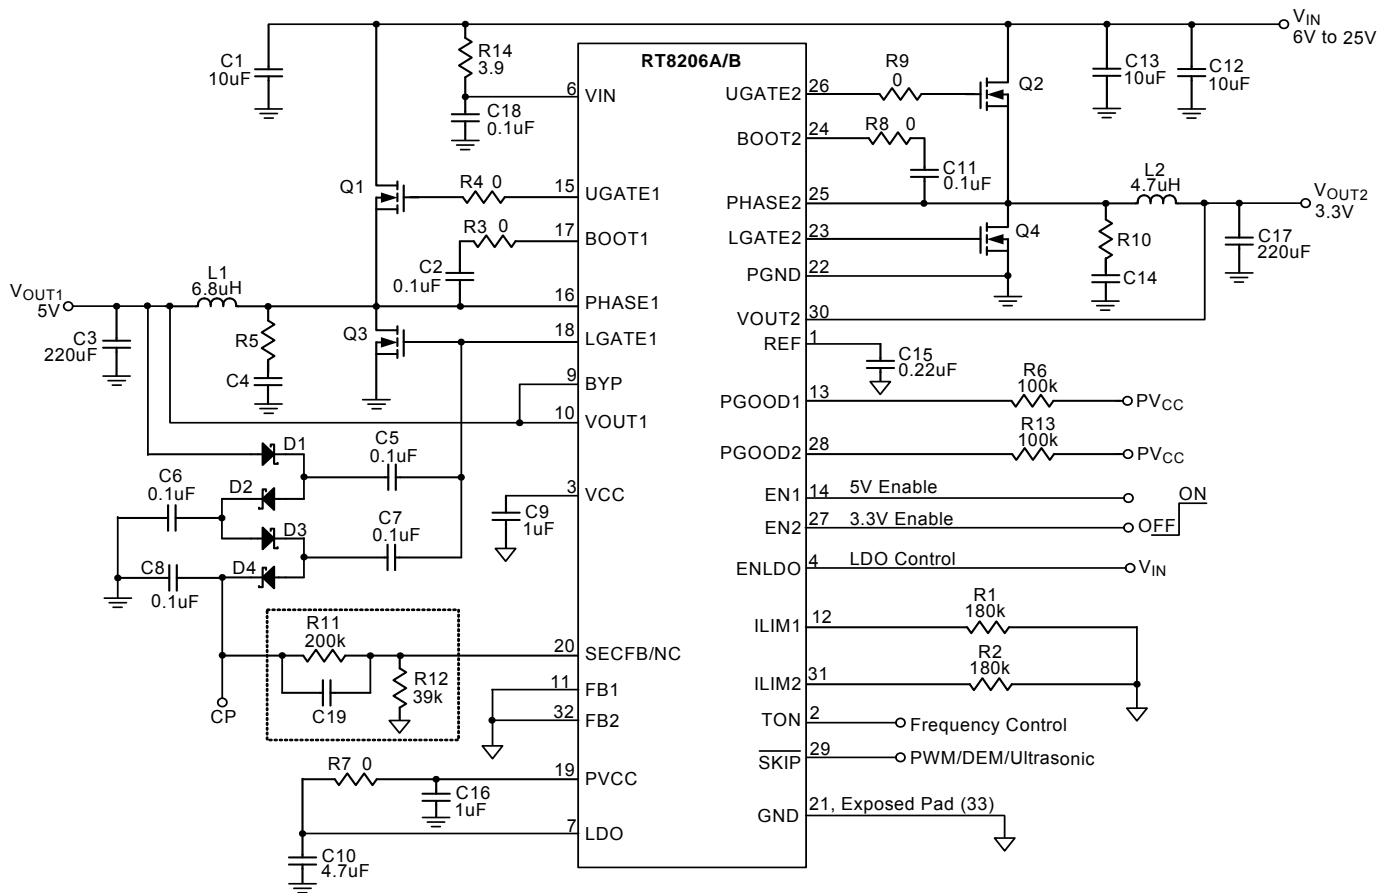 V_IN
6V to 25V
C1
10uF
R14
3.9
RT8206A/B
C13
10uF
C12
10uF
6 VIN
C18
0.1uF
UGATE2 26
R9
0
Q2
BOOT2 24
R8 0
C11
0.1uF
Q1
R4 0
15 UGATE1
PHASE2 25
L2
4.7uH
V_OUT2
3.3V
R3 0
17 BOOT1
LGATE2 23
Q4
R10
C17
220uF
C2
0.1uF
PGND 22
C14
V_OUT1
5V
L1
6.8uH
16 PHASE1
VOUT2 30
C3
220uF
R5
C4
Q3
18 LGATE1
REF 1
C15
0.22uF
9 BYP
10 VOUT1
PGOOD1 13
R6
100k
PV_CC
D1
C5
0.1uF
PGOOD2 28
R13
100k
PV_CC
C6
0.1uF
D2
3 VCC
C9
1uF
EN1 14 5V Enable
ON
D3
C7
0.1uF
EN2 27 3.3V Enable
OFF
C8
0.1uF
D4
ENLDO 4 LDO Control
V_IN
R11
200k
C19
R12
39k
CP
20 SECFB/NC
ILIM1 12
R1
180k
11 FB1
ILIM2 31
R2
180k
32 FB2
TON 2 Frequency Control
R7 0
19 PVCC
SKIP 29 PWM/DEM/Ultrasonic
C16
1uF
GND 21, Exposed Pad (33)
7 LDO
C10
4.7uF